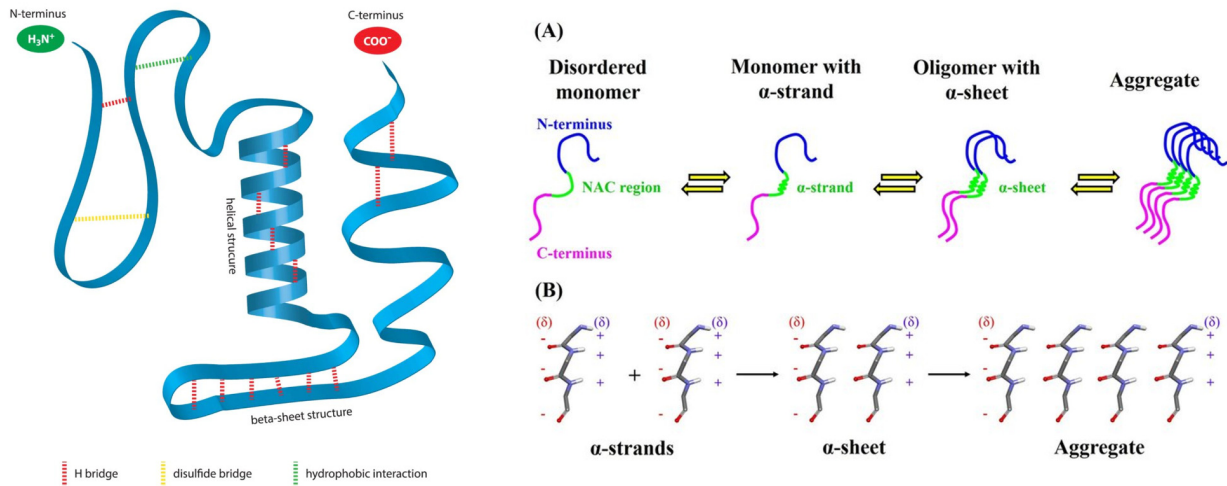 N-terminus
H₃N⁺
C-terminus
COO⁻
helical strucure
beta-sheet structure
H bridge
disulfide bridge
hydrophobic interaction
(A)
Disordered
monomer
Monomer with
α-strand
Oligomer with
α-sheet
Aggregate
N-terminus
NAC region
α-strand
α-sheet
C-terminus
(B)
(δ) (δ) (δ) (δ) (δ) (δ) (δ) (δ)
- + - + - + - +
- + + - + - + - +
- + - + - + - +
α-strands
α-sheet
Aggregate